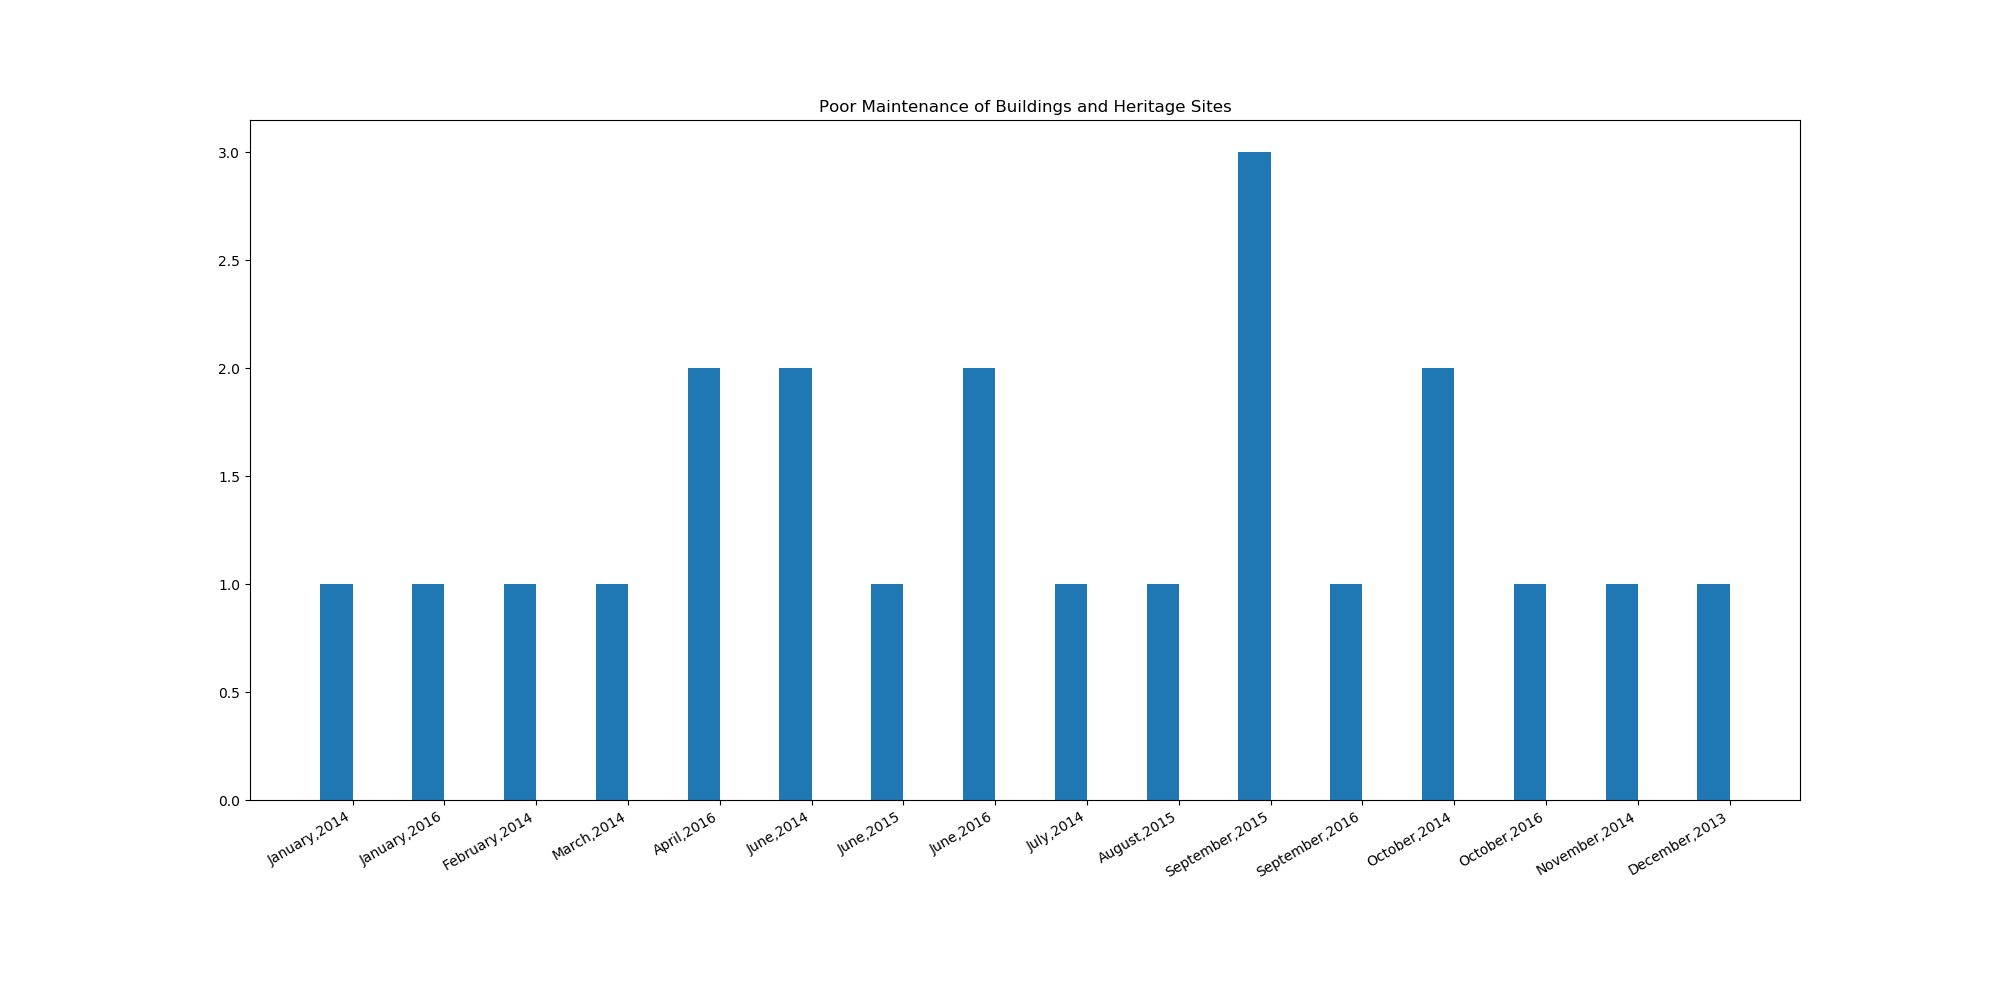 Poor Maintenance of Buildings and Heritage Sites
3.0
2.5
2.0
1.5
1.0
0.5
0.0
January,2014
January,2016
February,2014
March,2014
April,2016
June,2014
June,2015
June,2016
July,2014
August,2015
September,2015
September,2016
October,2014
October,2016
November,2014
December,2013